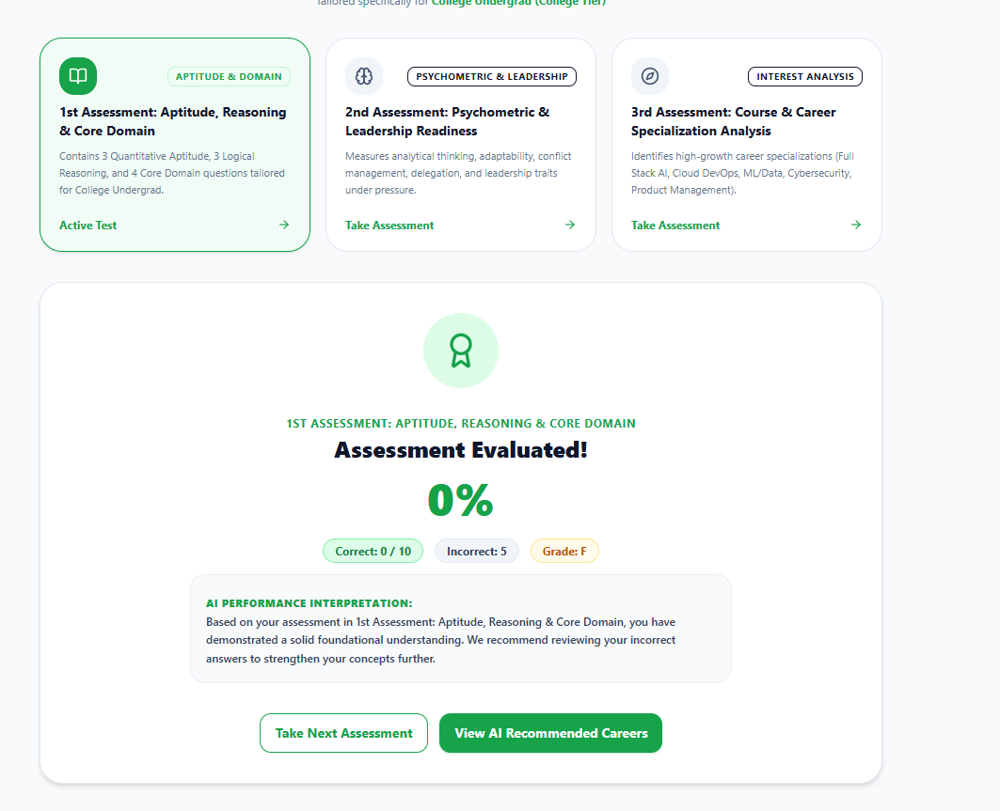 Tailored specifically for College Undergrad (College Tier)
APTITUDE & DOMAIN
1st Assessment: Aptitude, Reasoning
& Core Domain
Contains 3 Quantitative Aptitude, 3 Logical
Reasoning, and 4 Core Domain questions tailored
for College Undergrad.
Active Test
PSYCHOMETRIC & LEADERSHIP
2nd Assessment: Psychometric &
Leadership Readiness
Measures analytical thinking, adaptability, conflict
management, delegation, and leadership traits
under pressure.
Take Assessment
INTEREST ANALYSIS
3rd Assessment: Course & Career
Specialization Analysis
Identifies high-growth career specializations (Full
Stack AI, Cloud DevOps, ML/Data, Cybersecurity,
Product Management).
Take Assessment
1ST ASSESSMENT: APTITUDE, REASONING & CORE DOMAIN
Assessment Evaluated!
0%
Correct: 0 / 10
Incorrect: 5
Grade: F
AI PERFORMANCE INTERPRETATION:
Based on your assessment in 1st Assessment: Aptitude, Reasoning & Core Domain, you have
demonstrated a solid foundational understanding. We recommend reviewing your incorrect
answers to strengthen your concepts further.
Take Next Assessment
View AI Recommended Careers